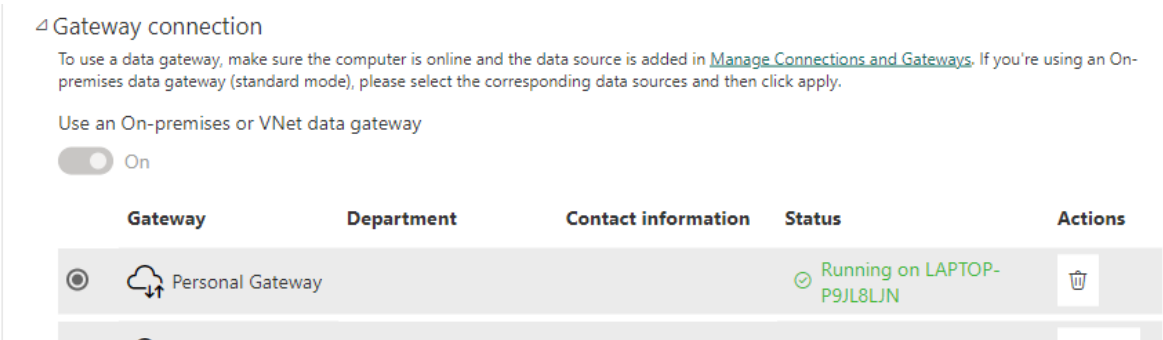 Gateway connection
To use a data gateway, make sure the computer is online and the data source is added in Manage Connections and Gateways. If you're using an On-
premises data gateway (standard mode), please select the corresponding data sources and then click apply.
Use an On-premises or VNet data gateway
On
Gateway Department Contact information Status Actions
Personal Gateway Running on LAPTOP-
P9JL8LJN